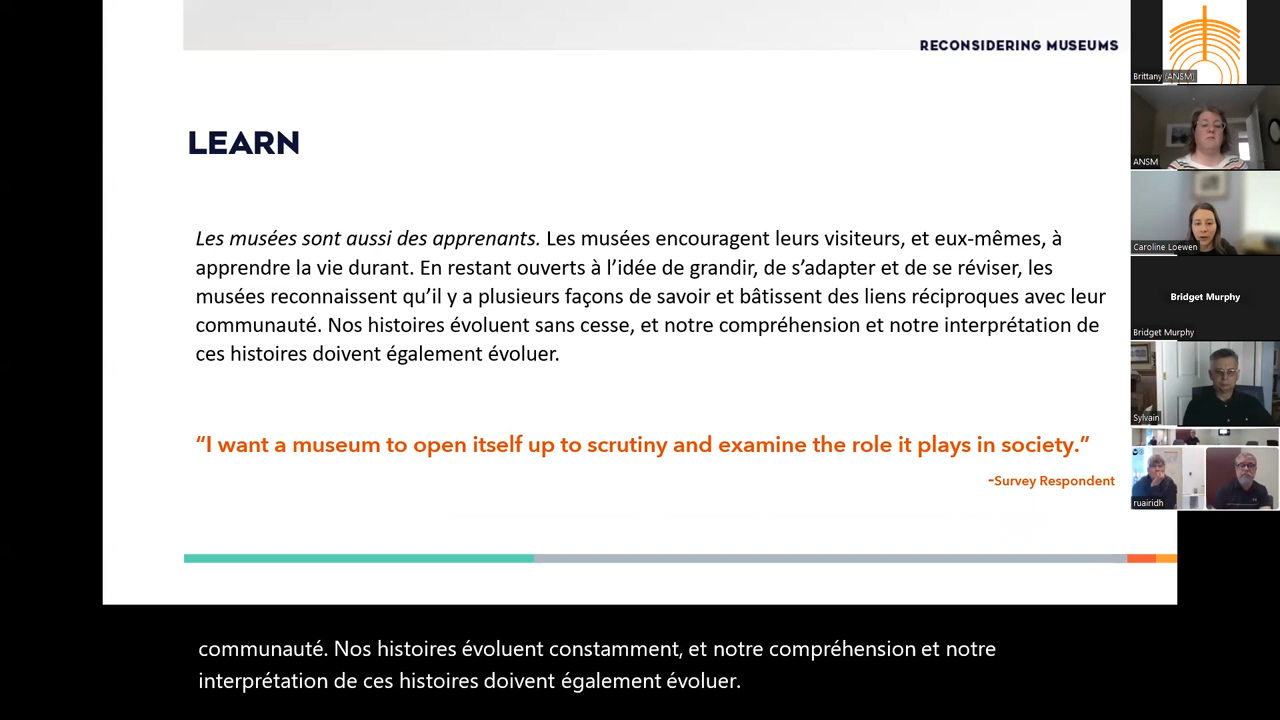 RECONSIDERING MUSEUMS
LEARN
Les musées sont aussi des apprenants. Les musées encouragent leurs visiteurs, et eux-mêmes, à
apprendre la vie durant. En restant ouverts à l’idée de grandir, de s’adapter et de se réviser, les
musées reconnaissent qu’il y a plusieurs façons de savoir et bâtissent des liens réciproques avec leur
communauté. Nos histoires évoluent sans cesse, et notre compréhension et notre interprétation de
ces histoires doivent également évoluer.
“I want a museum to open itself up to scrutiny and examine the role it plays in society.”
-Survey Respondent
communauté. Nos histoires évoluent constamment, et notre compréhension et notre
interprétation de ces histoires doivent également évoluer.
Brittany (ANSM)
ANSM
Caroline Loewen
Bridget Murphy
Bridget Murphy
Sylvain
ruairidh